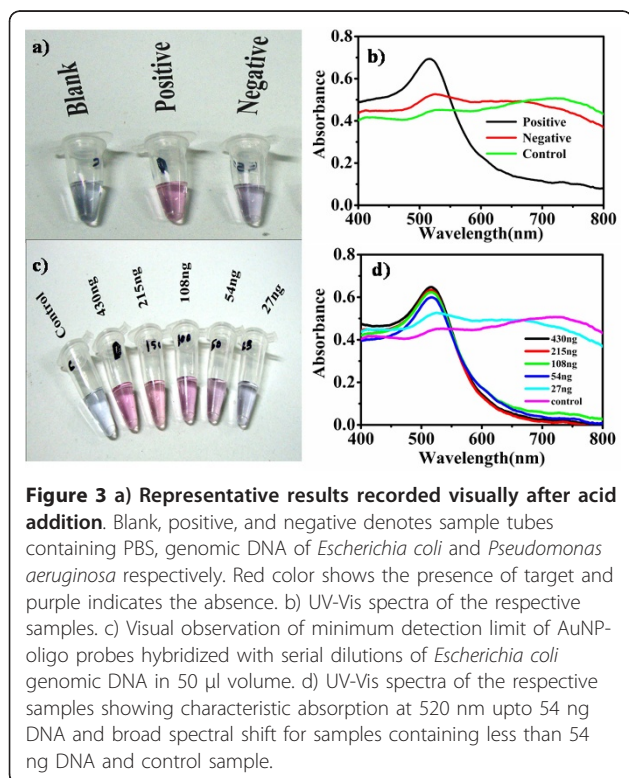 a)
Blank
Positive
Negative
b)
Absorbance
0.8
0.6
0.4
0.2
0.0
Positive
Negative
Control
400 500 600 700 800
Wavelength(nm)
c)
Control
430ng
215ng
108ng
54ng
27ng
150
100
d)
Absorbance
0.8
0.6
0.4
0.2
0.0
430ng
215ng
108ng
54ng
27ng
control
400 500 600 700 800
Wavelength(nm)
Figure 3 a) Representative results recorded visually after acid
addition. Blank, positive, and negative denotes sample tubes
containing PBS, genomic DNA of Escherichia coli and Pseudomonas
aeruginosa respectively. Red color shows the presence of target and
purple indicates the absence. b) UV-Vis spectra of the respective
samples. c) Visual observation of minimum detection limit of AuNP-
oligo probes hybridized with serial dilutions of Escherichia coli
genomic DNA in 50 μl volume. d) UV-Vis spectra of the respective
samples showing characteristic absorption at 520 nm upto 54 ng
DNA and broad spectral shift for samples containing less than 54
ng DNA and control sample.